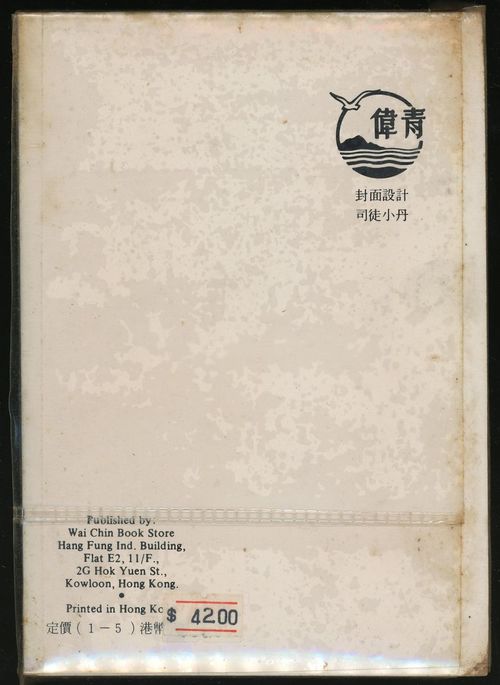 偉青
封面設計
司徒小丹
Published by:
Wai Chin Book Store
Hang Fung Ind. Building,
Flat E2, 11/F.,
2G Hok Yuen St.,
Kowloon, Hong Kong.
Printed in Hong Ko
$ 42.00
定價(1-5)港幣